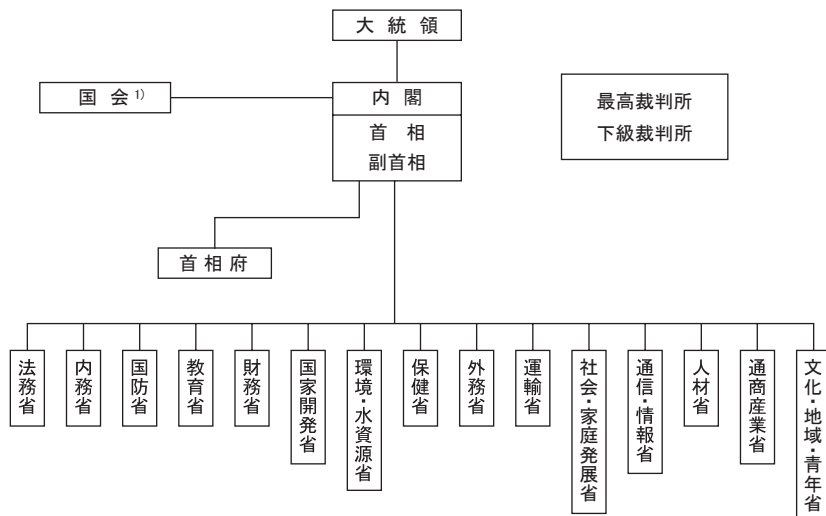 大統領
国会 1)
内閣
首相
副首相
最高裁判所
下級裁判所
首相府
法務省
内務省
国防省
教育省
財務省
国家開発省
環境・水資源省
保健省
外務省
運輸省
社会・家庭発展省
通信・情報省
人材省
通商産業省
文化・地域・青年省